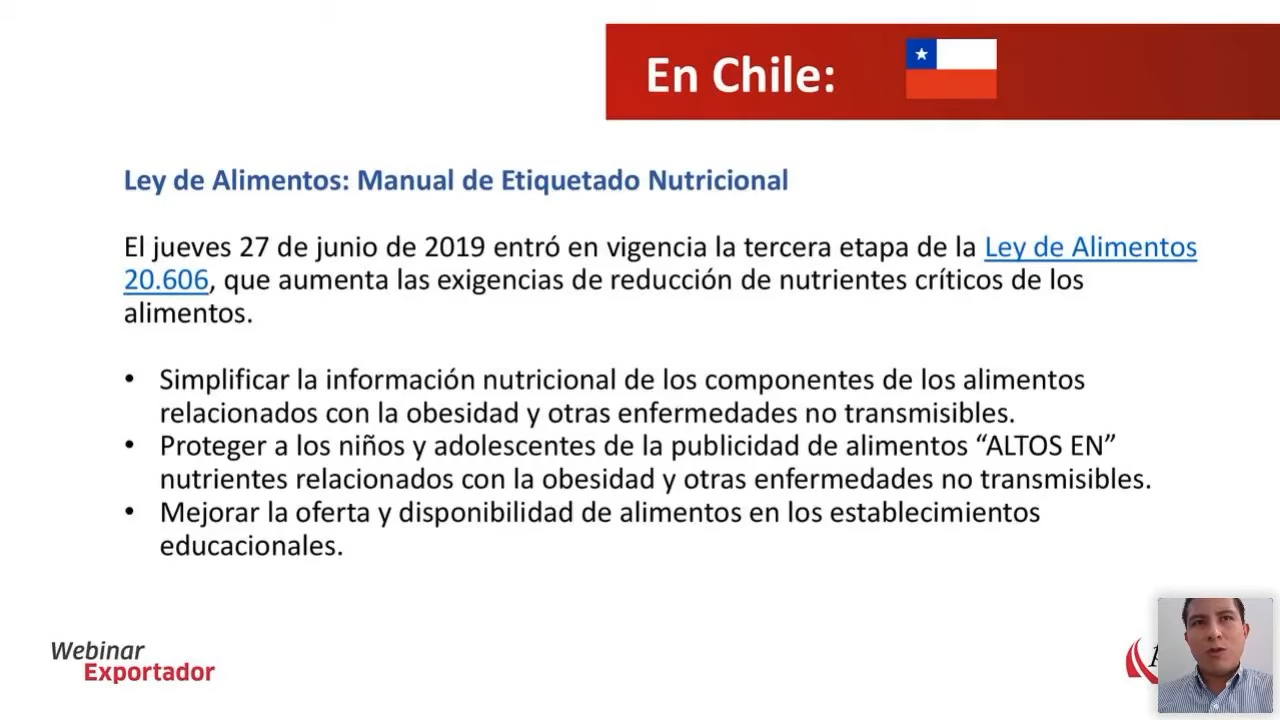 En Chile:
Ley de Alimentos: Manual de Etiquetado Nutricional
El jueves 27 de junio de 2019 entró en vigencia la tercera etapa de la Ley de Alimentos
20.606, que aumenta las exigencias de reducción de nutrientes críticos de los
alimentos.
• Simplificar la información nutricional de los componentes de los alimentos
relacionados con la obesidad y otras enfermedades no transmisibles.
• Proteger a los niños y adolescentes de la publicidad de alimentos “ALTOS EN”
nutrientes relacionados con la obesidad y otras enfermedades no transmisibles.
• Mejorar la oferta y disponibilidad de alimentos en los establecimientos
educacionales.
Webinar
Exportador